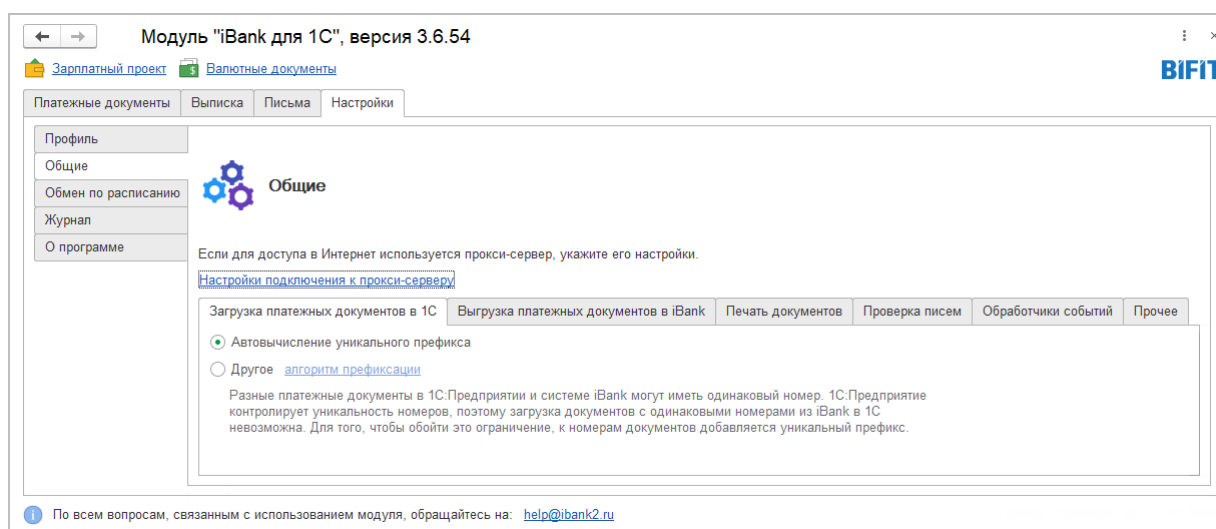 Модуль "iBank для 1С", версия 3.6.54
Зарплатный проект Валютные документы
BIFIT
Платежные документы Выписка Письма Настройки
Профиль
Общие
Обмен по расписанию
Журнал
О программе
Общие
Если для доступа в Интернет используется прокси-сервер, укажите его настройки.
Настройки подключения к прокси-серверу
Загрузка платежных документов в 1С Выгрузка платежных документов в iBank Печать документов Проверка писем Обработчики событий Прочее
Автовычисление уникального префикса
Другое алгоритм префиксации
Разные платежные документы в 1С:Предприятии и системе iBank могут иметь одинаковый номер. 1С:Предприятие
контролирует уникальность номеров, поэтому загрузка документов с одинаковыми номерами из iBank в 1С
невозможна. Для того, чтобы обойти это ограничение, к номерам документов добавляется уникальный префикс.
По всем вопросам, связанным с использованием модуля, обращайтесь на: help@ibank2.ru